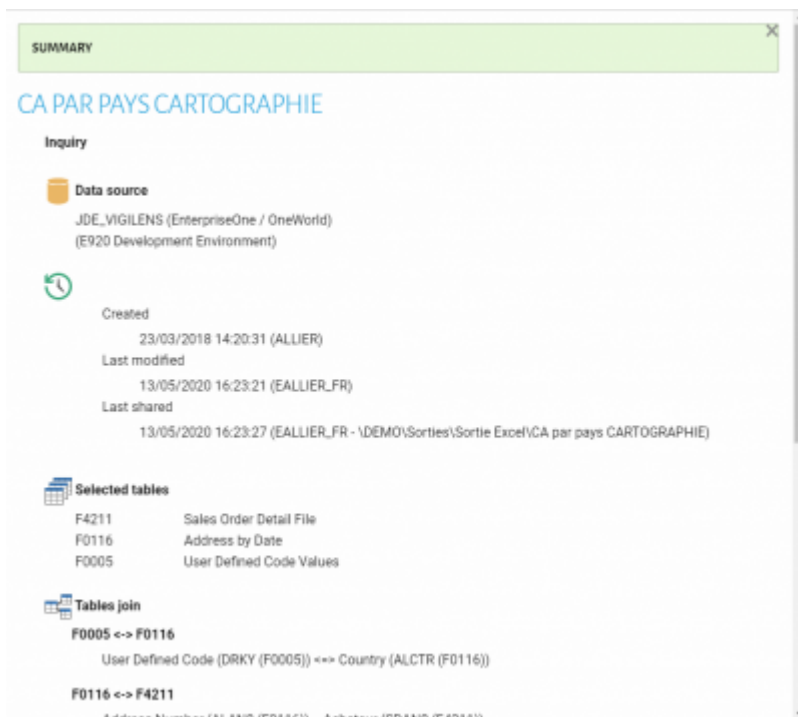 SUMMARY
CA PAR PAYS CARTOGRAPHIE
Inquiry
Data source
JDE_VIGILENS (EnterpriseOne / OneWorld)
(E920 Development Environment)
Created
23/03/2018 14:20:31 (ALLIER)
Last modified
13/05/2020 16:23:21 (EALLIER_FR)
Last shared
13/05/2020 16:23:27 (EALLIER_FR - \DEMO\Sorties\Sortie Excel\CA par pays CARTOGRAPHIE)
Selected tables
F4211 Sales Order Detail File
F0116 Address by Date
F0005 User Defined Code Values
Tables join
F0005 <-> F0116
User Defined Code (DRKY (F0005)) <=> Country (ALCTR (F0116))
F0116 <-> F4211